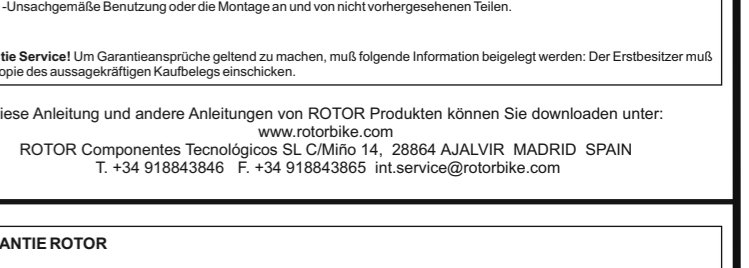 -Unsachgemäße Benutzung oder die Montage an und von nicht vorhergesehenen Teilen.
tie Service! Um Garantieansprüche geltend zu machen, muß folgende Information beigelegt werden: Der Erstbesitzer muß
opie des aussagekräftigen Kaufbelegs einschicken.
iese Anleitung und andere Anleitungen von ROTOR Produkten können Sie downloaden unter:
www.rotorbike.com
ROTOR Componentes Tecnológicos SL C/Miño 14, 28864 AJALVIR MADRID SPAIN
T. +34 918843846 F. +34 918843865 int.service@rotorbike.com
ANTIE ROTOR